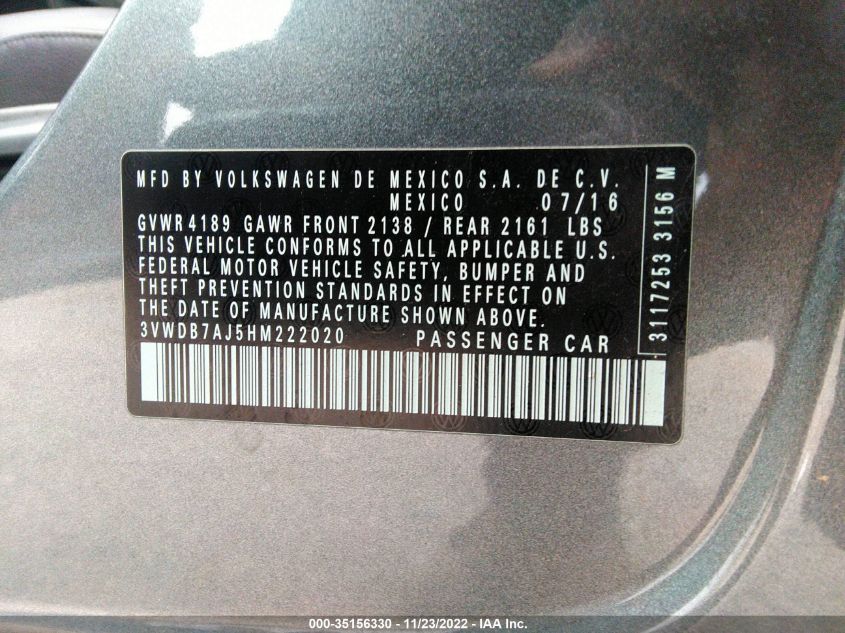 MFD BY VOLKSWAGEN DE MEXICO S.A. DE C.V.
MEXICO 07/16
GVWR4189 GAWR FRONT 2138 / REAR 2161 LBS
THIS VEHICLE CONFORMS TO ALL APPLICABLE U.S.
FEDERAL MOTOR VEHICLE SAFETY, BUMPER AND
THEFT PREVENTION STANDARDS IN EFFECT ON
THE DATE OF MANUFACTURE SHOWN ABOVE.
3VWDB7AJ5HM222020 PASSENGER CAR
3117253 3156 M
000-35156330 - 11/23/2022 - IAA Inc.